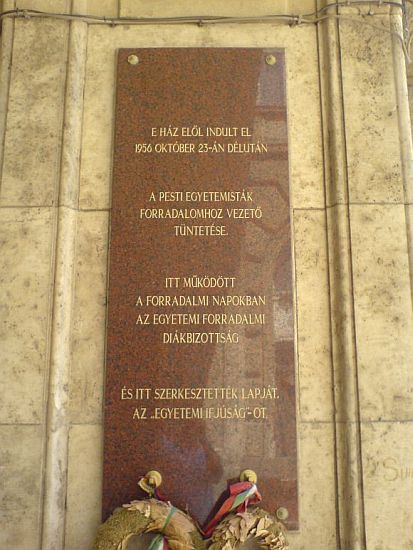 E HÁZ ELŐL INDULT EL
1956 OKTÓBER 23-ÁN DÉLUTÁN
A PESTI EGYETEMISTÁK
FORRADALOMHOZ VEZETŐ
TÜNTETÉSE.
ITT MŰKÖDÖTT
A FORRADALMI NAPOKBAN
AZ EGYETEMI FORRADALMI
DIÁKBIZOTTSÁG
ÉS ITT SZERKESZTETTÉK LAPJÁT.
AZ „EGYETEMI IFJÚSÁG"-OT.